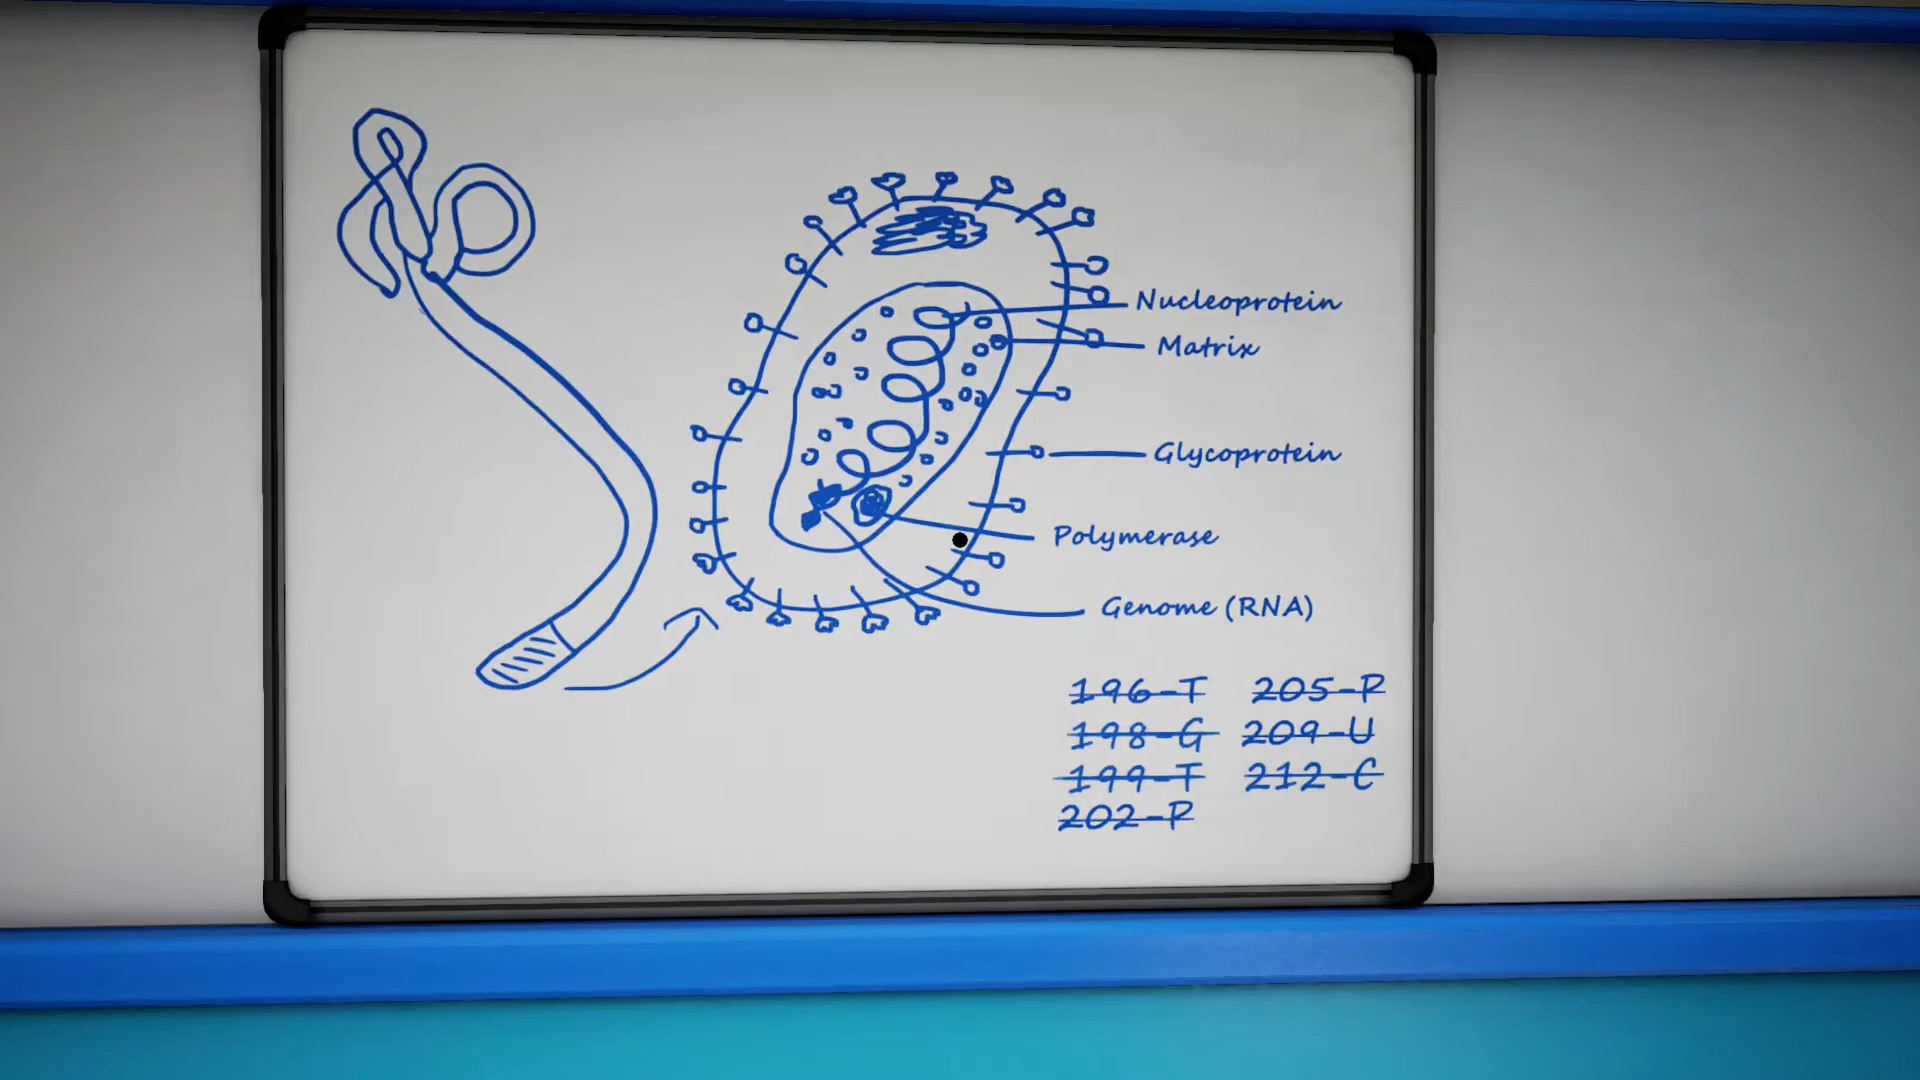 Nucleoprotein
Matrix
Glycoprotein
Polymerase
Genome (RNA)
196-T 205-P
198-G 209-U
199-T 212-C
202-P